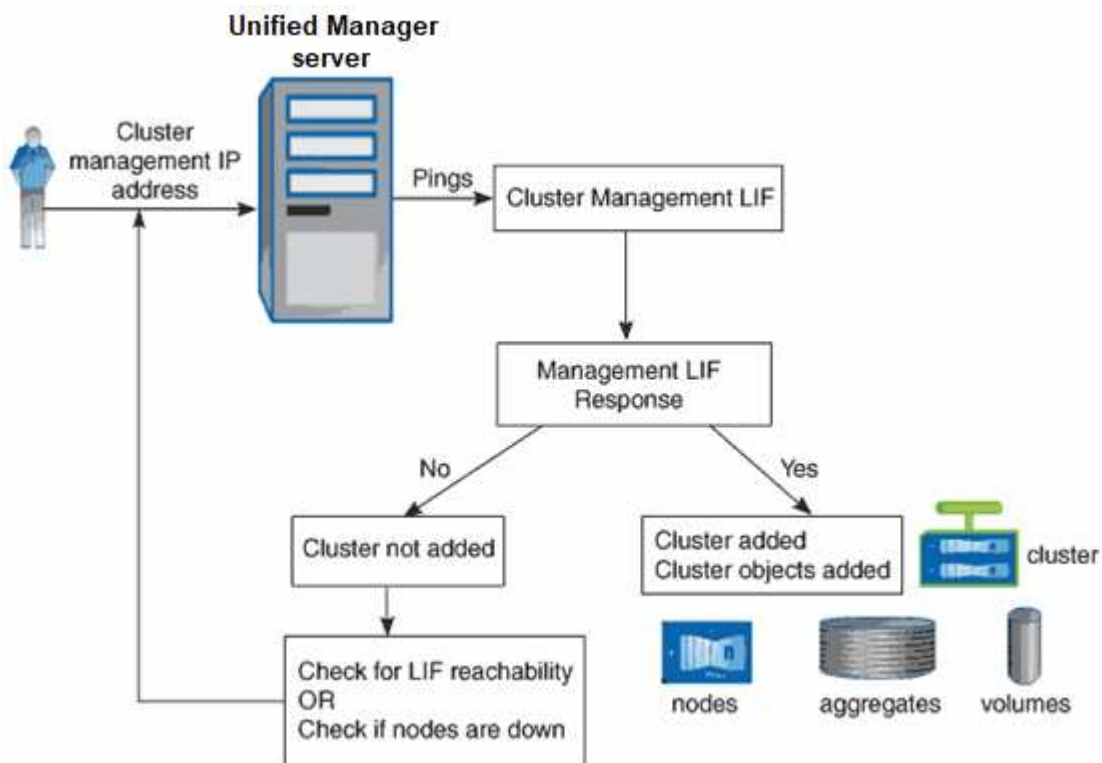 Unified Manager
server
Cluster
management IP
address
Pings
Cluster Management LIF
Management LIF
Response
No
Yes
Cluster not added
Cluster added
Cluster objects added
cluster
Check for LIF reachability
OR
Check if nodes are down
nodes
aggregates
volumes